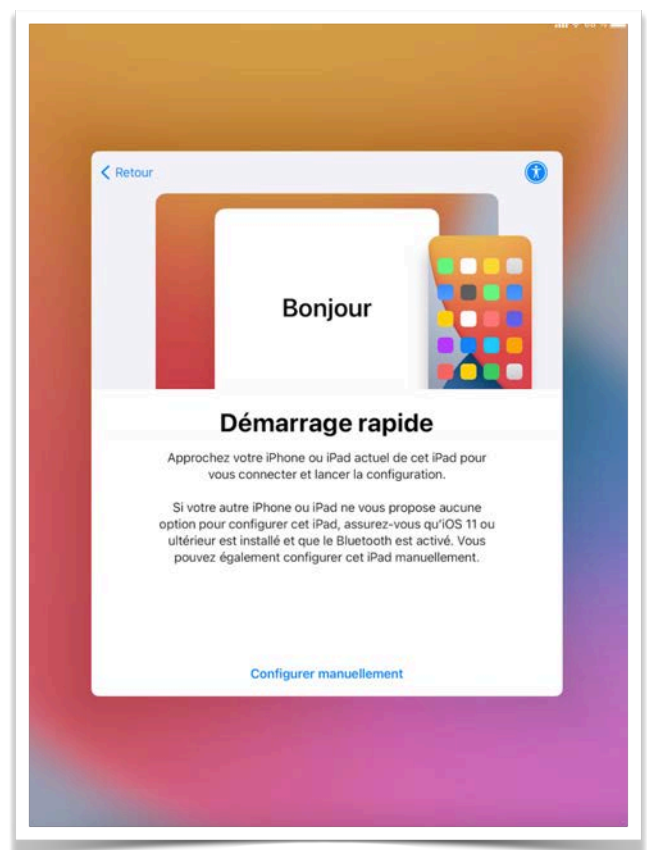 Retour
Bonjour
Démarrage rapide
Approchez votre iPhone ou iPad actuel de cet iPad pour
vous connecter et lancer la configuration.
Si votre autre iPhone ou iPad ne vous propose aucune
option pour configurer cet iPad, assurez-vous qu'iOS 11 ou
ultérieur est installé et que le Bluetooth est activé. Vous
pouvez également configurer cet iPad manuellement.
Configurer manuellement